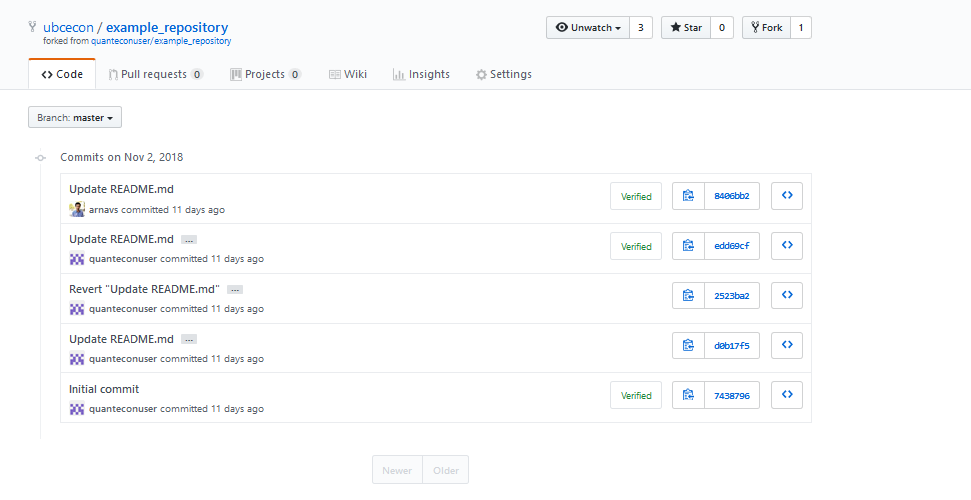 ubcecon / example_repository
forked from quanteconuser/example_repository
Unwatch 3 Star 0 Fork 1
Code Pull requests 0 Projects 0 Wiki Insights Settings
Branch: master
Commits on Nov 2, 2018
Update README.md
Verified 8406bb2
arnavs committed 11 days ago
Update README.md ...
Verified edd69cf
quanteconuser committed 11 days ago
Revert "Update README.md" ...
2523ba2
quanteconuser committed 11 days ago
Update README.md ...
d0b17f5
quanteconuser committed 11 days ago
Initial commit
Verified 7438796
quanteconuser committed 11 days ago
Newer Older